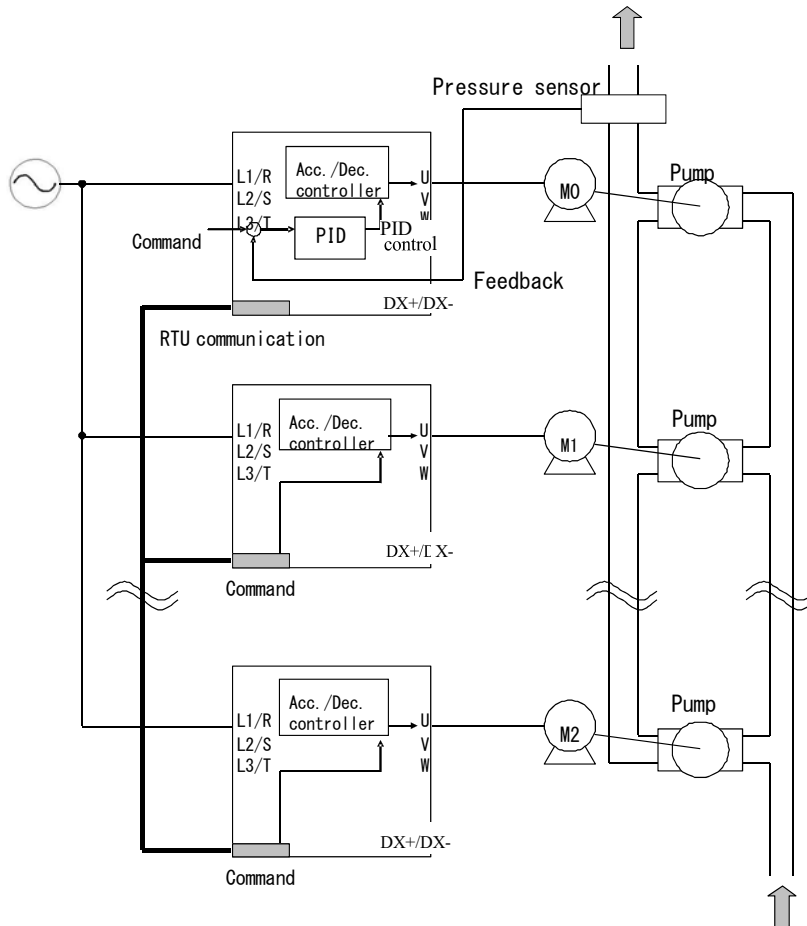 Pressure sensor
L1/R
L2/S
L3/T
Acc./Dec.
controller
U
V
W
M0
Pump
Command
PID
PID
control
Feedback
DX+/DX-
RTU communication
L1/R
L2/S
L3/T
Acc./Dec.
controller
U
V
W
M1
Pump
DX+/DX-
Command
L1/R
L2/S
L3/T
Acc./Dec.
controller
U
V
W
M2
Pump
DX+/DX-
Command